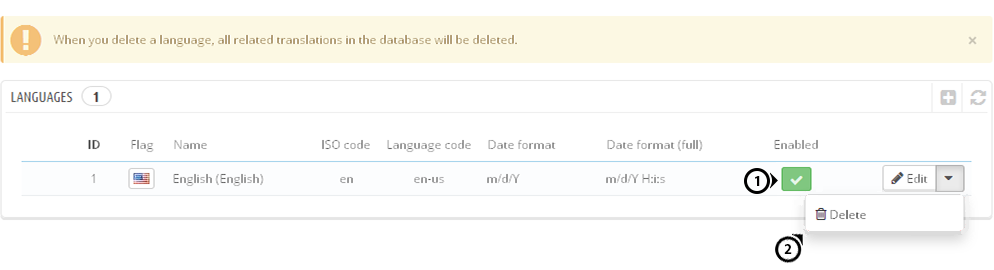 When you delete a language, all related translations in the database will be deleted. ×
LANGUAGES 1
ID Flag Name ISO code Language code Date format Date format (full) Enabled
1 English (English) en en-us m/d/Y m/d/Y H:i:s 1 Edit
Delete
2